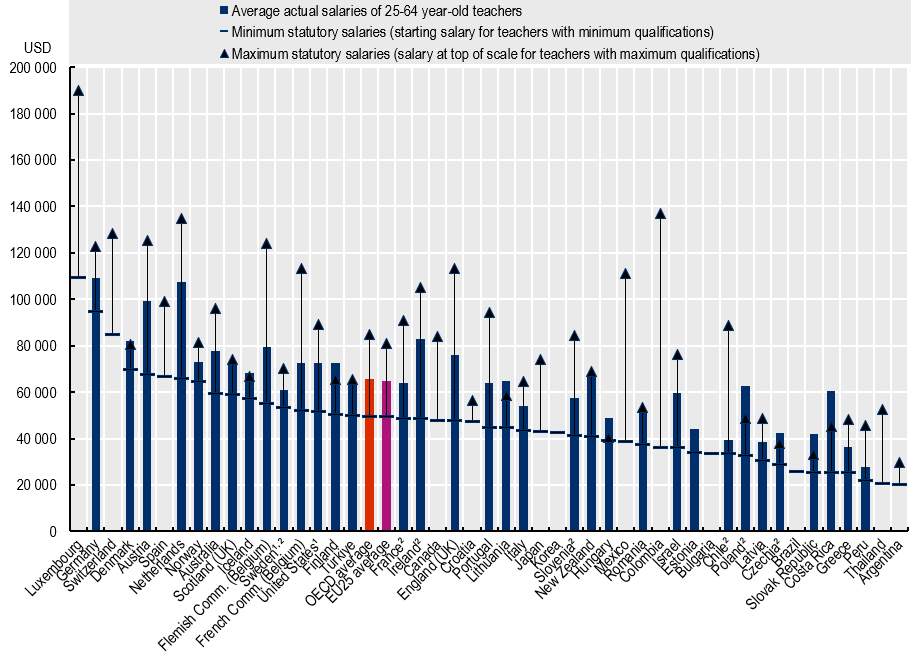 Average actual salaries of 25-64 year-old teachers
Minimum statutory salaries (starting salary for teachers with minimum qualifications)
Maximum statutory salaries (salary at top of scale for teachers with maximum qualifications)
USD
200 000
180 000
160 000
140 000
120 000
100 000
80 000
60 000
40 000
20 000
0
Luxembourg
Germany
Switzerland
Denmark
Austria
Spain
Netherlands
Norway
Australia
Scotland (UK)
Iceland
Flemish Comm. (Belgium)
Sweden¹,²
French Comm. (Belgium)
United States¹
Finland
Türkiye
OECD average
EU25 average
France²
Ireland²
Canada
England (UK)
Croatia
Portugal
Lithuania
Italy
Japan
Korea
Slovenia²
New Zealand
Hungary
Mexico
Romania
Colombia
Israel
Estonia
Bulgaria
Chile²
Poland²
Latvia
Czechia²
Brazil
Slovak Republic
Costa Rica
Greece
Peru
Thailand
Argentina